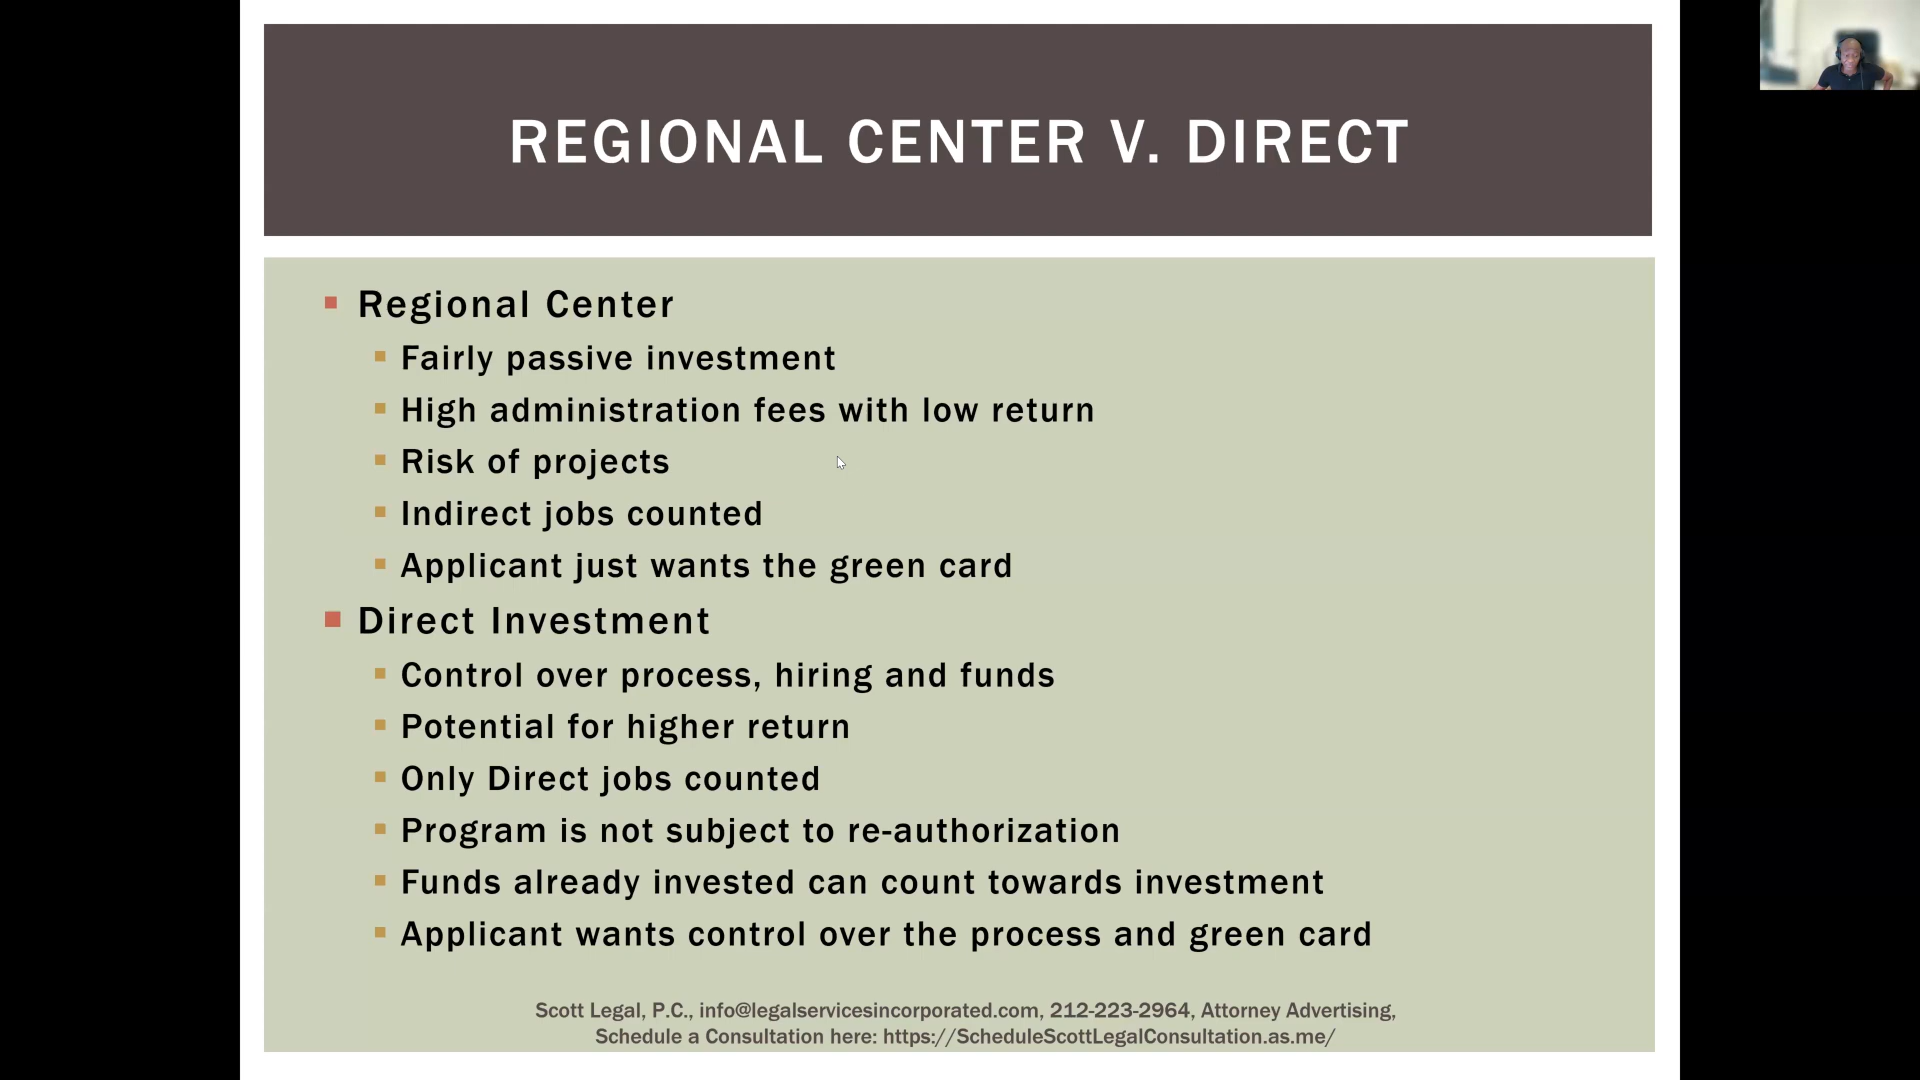 REGIONAL CENTER V. DIRECT
Regional Center
Fairly passive investment
High administration fees with low return
Risk of projects
Indirect jobs counted
Applicant just wants the green card
Direct Investment
Control over process, hiring and funds
Potential for higher return
Only Direct jobs counted
Program is not subject to re-authorization
Funds already invested can count towards investment
Applicant wants control over the process and green card
Scott Legal, P.C., info@legalservicesincorporated.com, 212-223-2964, Attorney Advertising,
Schedule a Consultation here: https://ScheduleScottLegalConsultation.as.me/